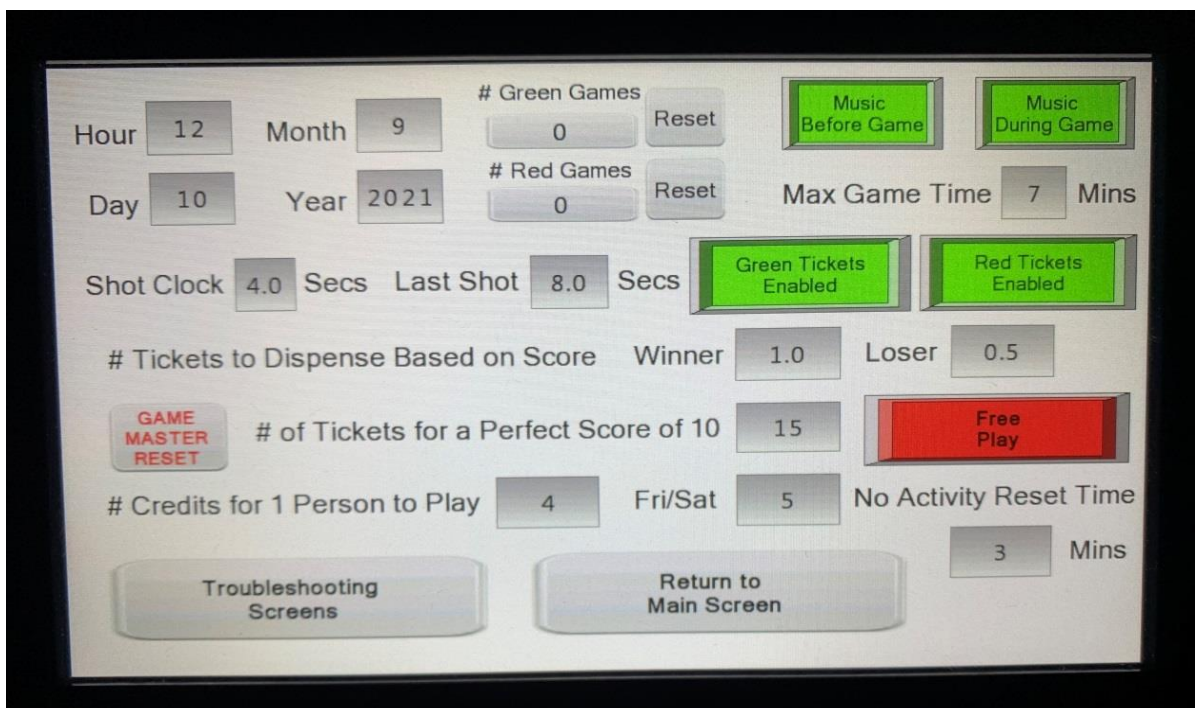 # Green Games
Hour 12 Month 9 0 Reset Music Before Game Music During Game
# Red Games
Day 10 Year 2021 0 Reset Max Game Time 7 Mins
Shot Clock 4.0 Secs Last Shot 8.0 Secs Green Tickets Enabled Red Tickets Enabled
# Tickets to Dispense Based on Score Winner 1.0 Loser 0.5
GAME
MASTER
RESET
# of Tickets for a Perfect Score of 10 15 Free Play
# Credits for 1 Person to Play 4 Fri/Sat 5 No Activity Reset Time
3 Mins
Troubleshooting
Screens
Return to
Main Screen